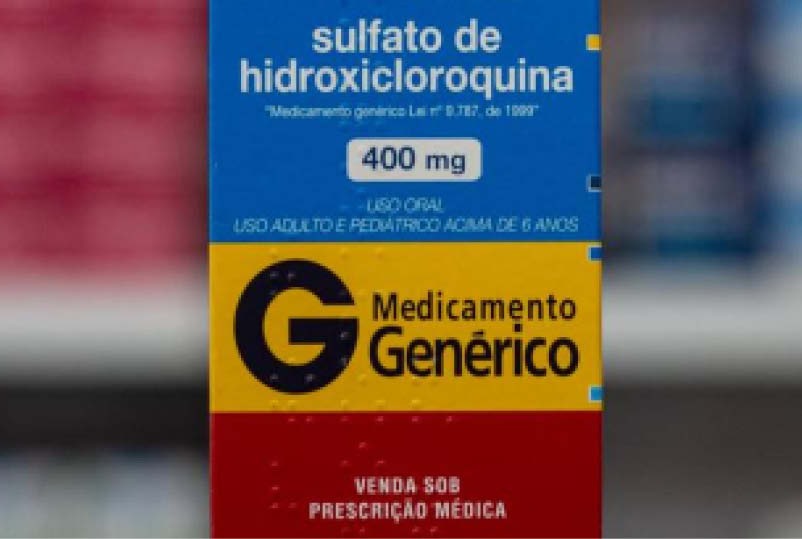 sulfato de
hidroxicloroquina
"Medicamento genérico Lei nº 9.787, de 1999"
400 mg
USO ORAL
USO ADULTO E PEDIÁTRICO ACIMA DE 6 ANOS
G Medicamento
Genérico
VENDA SOB
PRESCRIÇÃO MÉDICA